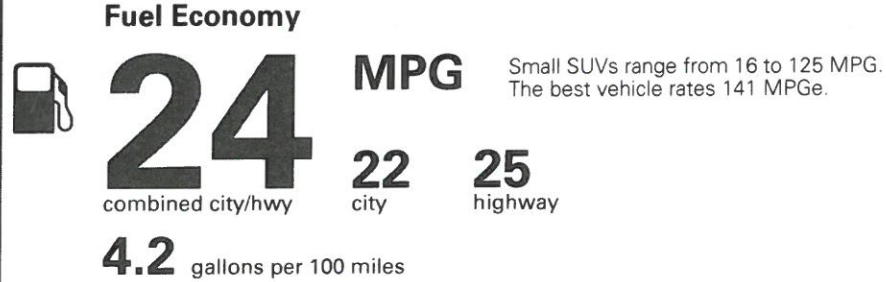 Fuel Economy
24 MPG
Small SUVs range from 16 to 125 MPG.
The best vehicle rates 141 MPGe.
combined city/hwy
22
city
25
highway
4.2 gallons per 100 miles